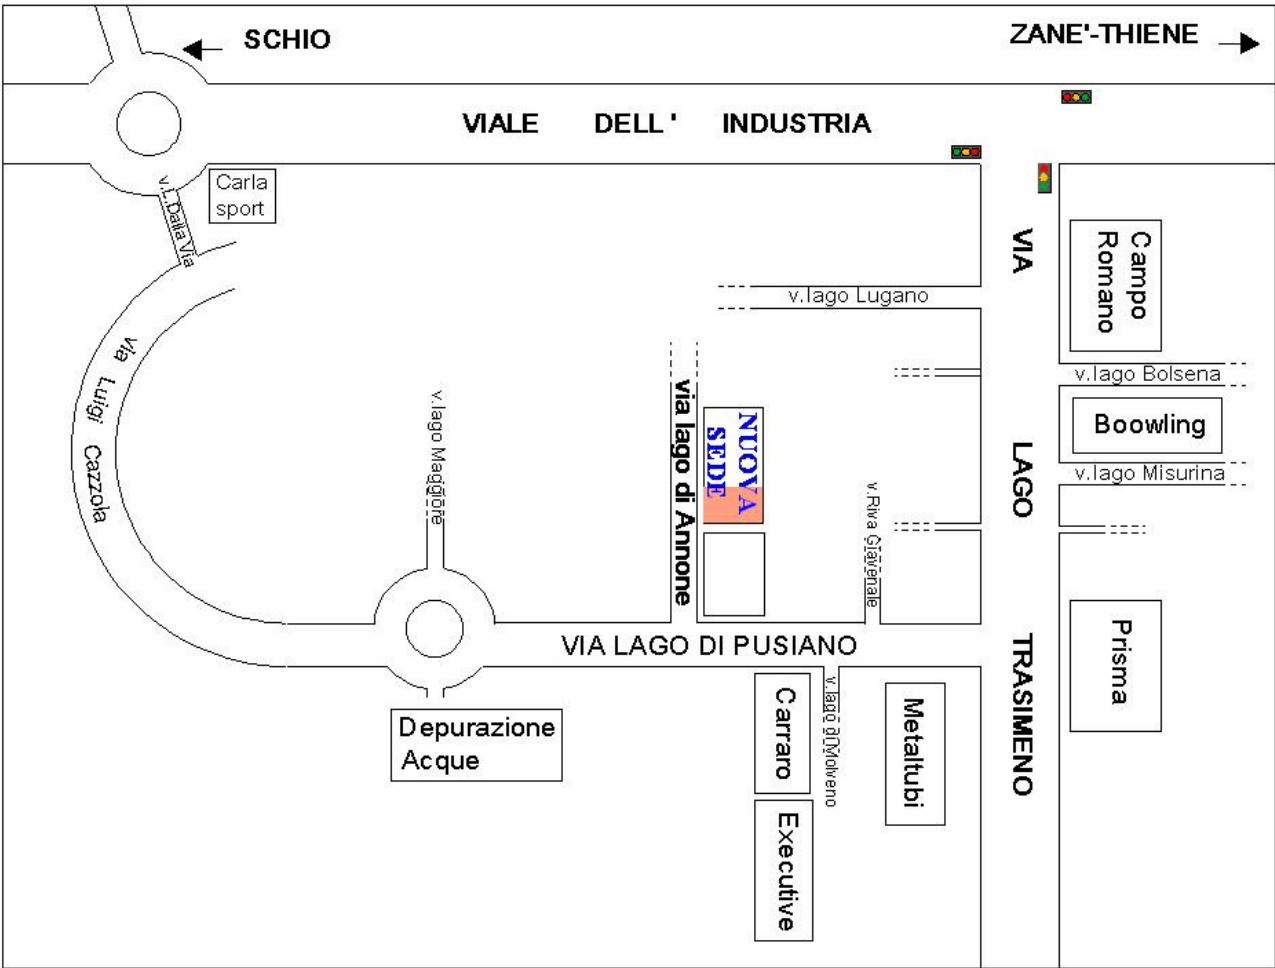 SCHIO
ZANE'-THIENE
VIALE DELL' INDUSTRIA
Carla
sport
v.L.Dalla Via
VIA LAGO TRASIMENO
Campo
Romano
v.lago Lugano
v.lago Bolsena
via Luigi Cazzola
v.lago Maggiore
via lago di Annone
NUOVA
SEDE
Boowling
v.lago Misurina
v.Riva Giavenale
VIA LAGO DI PUSIANO
Prisma
Depurazione
Acque
Carraro
v.lago di Molveno
Metaltubi
Executive